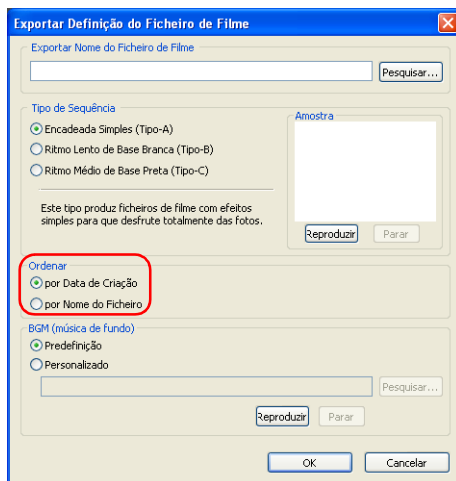 Exportar Definição do Ficheiro de Filme
Exportar Nome do Ficheiro de Filme
Pesquisar...
Tipo de Sequência
Encadeada Simples (Tipo-A)
Ritmo Lento de Base Branca (Tipo-B)
Ritmo Médio de Base Preta (Tipo-C)
Este tipo produz ficheiros de filme com efeitos
simples para que desfrute totalmente das fotos.
Amostra
Reproduzir
Parar
Ordenar
por Data de Criação
por Nome do Ficheiro
BGM (música de fundo)
Predefinição
Personalizado
Pesquisar...
Reproduzir
Parar
OK
Cancelar